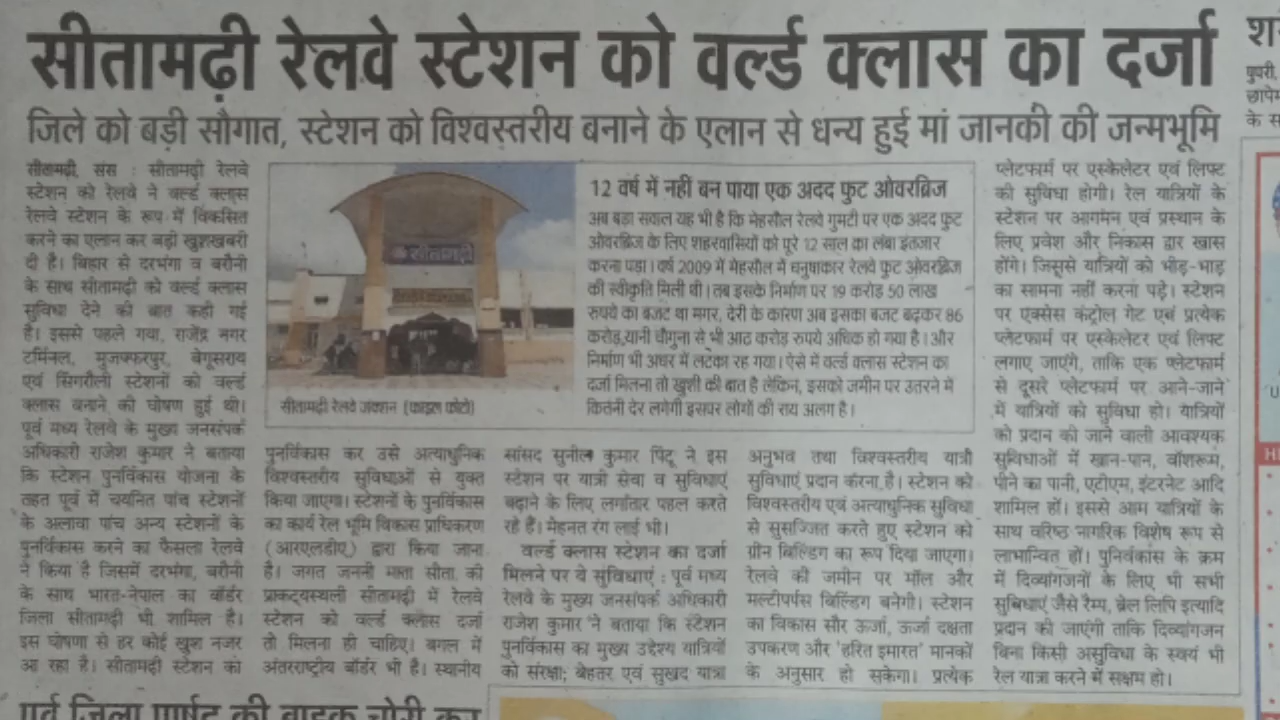 सीतामढ़ी रेलवे स्टेशन को वर्ल्ड क्लास का दर्जा
जिले को बड़ी सौगात, स्टेशन को विश्वस्तरीय बनाने के एलान से धन्य हुई मां जानकी की जन्मभूमि
सीतामढ़ी, संस : सीतामढ़ी रेलवे
स्टेशन को रेलवे ने वर्ल्ड क्लास
रेलवे स्टेशन के रूप में विकसित
करने का एलान कर बड़ी खुशखबरी
दी है। बिहार से दरभंगा व बरौनी
के साथ सीतामढ़ी को वर्ल्ड क्लास
सुविधा देने की बात कही गई
है। इससे पहले गया, राजेंद्र नगर
टर्मिनल, मुजफ्फरपुर, बेगूसराय
एवं सिंगरौली स्टेशनों को वर्ल्ड
क्लास बनाने की घोषण हुई थी।
पूर्व मध्य रेलवे के मुख्य जनसंपर्क
अधिकारी राजेश कुमार ने बताया
कि स्टेशन पुनर्विकास योजना के
तहत पूर्व में चयनित पांच स्टेशनों
के अलावा पांच अन्य स्टेशनों के
पुनर्विकास करने का फैसला रेलवे
ने किया है जिसमें दरभंगा, बरौनी
के साथ भारत-नेपाल का बॉर्डर
जिला सीतामढ़ी भी शामिल है।
इस घोषणा से हर कोई खुश नजर
आ रहा है। सीतामढ़ी स्टेशन का
सीतामढ़ी
सीतामढ़ी रेलवे जंक्शन (फाइल फोटो)
12 वर्ष में नहीं बन पाया एक अदद फुट ओवरब्रिज
अब बड़ा सवाल यह भी है कि मेहसौल रेलवे गुमटी पर एक अदद फुट
ओवरब्रिज के लिए शहरवासियों को पूरे 12 साल का लंबा इंतजार
करना पड़ा। वर्ष 2009 में मेहसौल में धनुषाकार रेलवे फुट ओवरब्रिज
की स्वीकृति मिली थी। तब इसके निर्माण पर 19 करोड़ 50 लाख
रुपये का बजट था मगर, देरी के कारण अब इसका बजट बढ़कर 86
करोड़,यानी चौगुना से भी आठ करोड़ रुपये अधिक हो गया है। और
निर्माण भी अधर में लटका रह गया। ऐसे में वर्ल्ड क्लास स्टेशन का
दर्जा मिलना तो खुशी की बात है लेकिन, इसको जमीन पर उतरने में
कितनी देर लगेगी इसपर लोगों की राय अलग है।
पुनर्विकास कर उसे अत्याधुनिक
विश्वस्तरीय सुविधाओं से युक्त
किया जाएगा। स्टेशनों के पुनर्विकास
का कार्य रेल भूमि विकास प्राधिकरण
(आरएलडीए) द्वारा किया जाना
है। जगत जननी माता सीता की
प्राकट्यस्थली सीतामढ़ी में रेलवे
स्टेशन को वर्ल्ड क्लास दर्जा
तो मिलना ही चाहिए। बगल में
अंतरराष्ट्रीय बॉर्डर भी है। स्थानीय
सांसद सुनील कुमार पिंटू ने इस
स्टेशन पर यात्री सेवा व सुविधाएं
बढ़ाने के लिए लगातार पहल करते
रहे हैं। मेहनत रंग लाई भी।
वर्ल्ड क्लास स्टेशन का दर्जा
मिलने पर ये सुविधाएं : पूर्व मध्य
रेलवे के मुख्य जनसंपर्क अधिकारी
राजेश कुमार ने बताया कि स्टेशन
पुनर्विकास का मुख्य उद्देश्य यात्रियों
को संरक्षा; बेहतर एवं सुखद यात्रा
अनुभव तथा विश्वस्तरीय यात्री
सुविधाएं प्रदान करना है। स्टेशन को
विश्वस्तरीय एवं अत्याधुनिक सुविधा
से सुसज्जित करते हुए स्टेशन को
ग्रीन बिल्डिंग का रूप दिया जाएगा।
रेलवे की जमीन पर मॉल और
मल्टीपर्पस बिल्डिंग बनेगी। स्टेशन
का विकास सौर ऊर्जा, ऊर्जा दक्षता
उपकरण और 'हरित इमारत' मानकों
के अनुसार हो सकेगा। प्रत्येक
प्लेटफार्म पर एस्केलेटर एवं लिफ्ट
की सुविधा होगी। रेल यात्रियों के
स्टेशन पर आगमन एवं प्रस्थान के
लिए प्रवेश और निकास द्वार खास
होंगे। जिससे यात्रियों को भीड़-भाड़
का सामना नहीं करना पड़े। स्टेशन
पर एक्सेस कंट्रोल गेट एवं प्रत्येक
प्लेटफार्म पर एस्केलेटर एवं लिफ्ट
लगाए जाएंगे, ताकि एक प्लेटफार्म
से दूसरे प्लेटफार्म पर आने-जाने
में यात्रियों को सुविधा हो। यात्रियों
को प्रदान की जाने वाली आवश्यक
सुविधाओं में खान-पान, वॉशरूम,
पीने का पानी, एटीएम, इंटरनेट आदि
शामिल हों। इससे आम यात्रियों के
साथ वरिष्ठ नागरिक विशेष रूप से
लाभान्वित हों। पुनिर्वकास के क्रम
में दिव्यांगजनों के लिए भी सभी
सुबिधाएं जैसे रैम्प, ब्रेल लिपि इत्यादि
प्रदान की जाएंगी ताकि दिव्यांगजन
बिना किसी असुविधा के स्वयं भी
रेल यात्रा करने में सक्षम हो।
पुपरी,
छापेम
के स